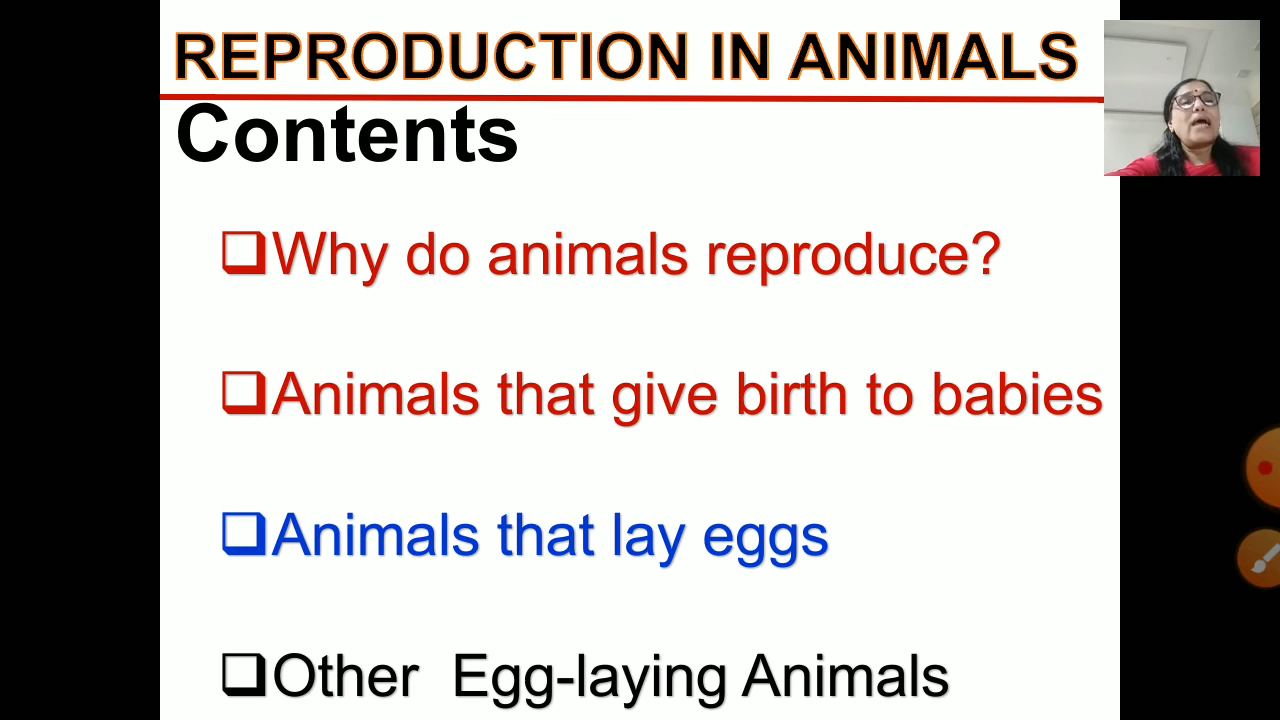 REPRODUCTION IN ANIMALS
Contents
❑Why do animals reproduce?
❑Animals that give birth to babies
❑Animals that lay eggs
❑Other Egg-laying Animals